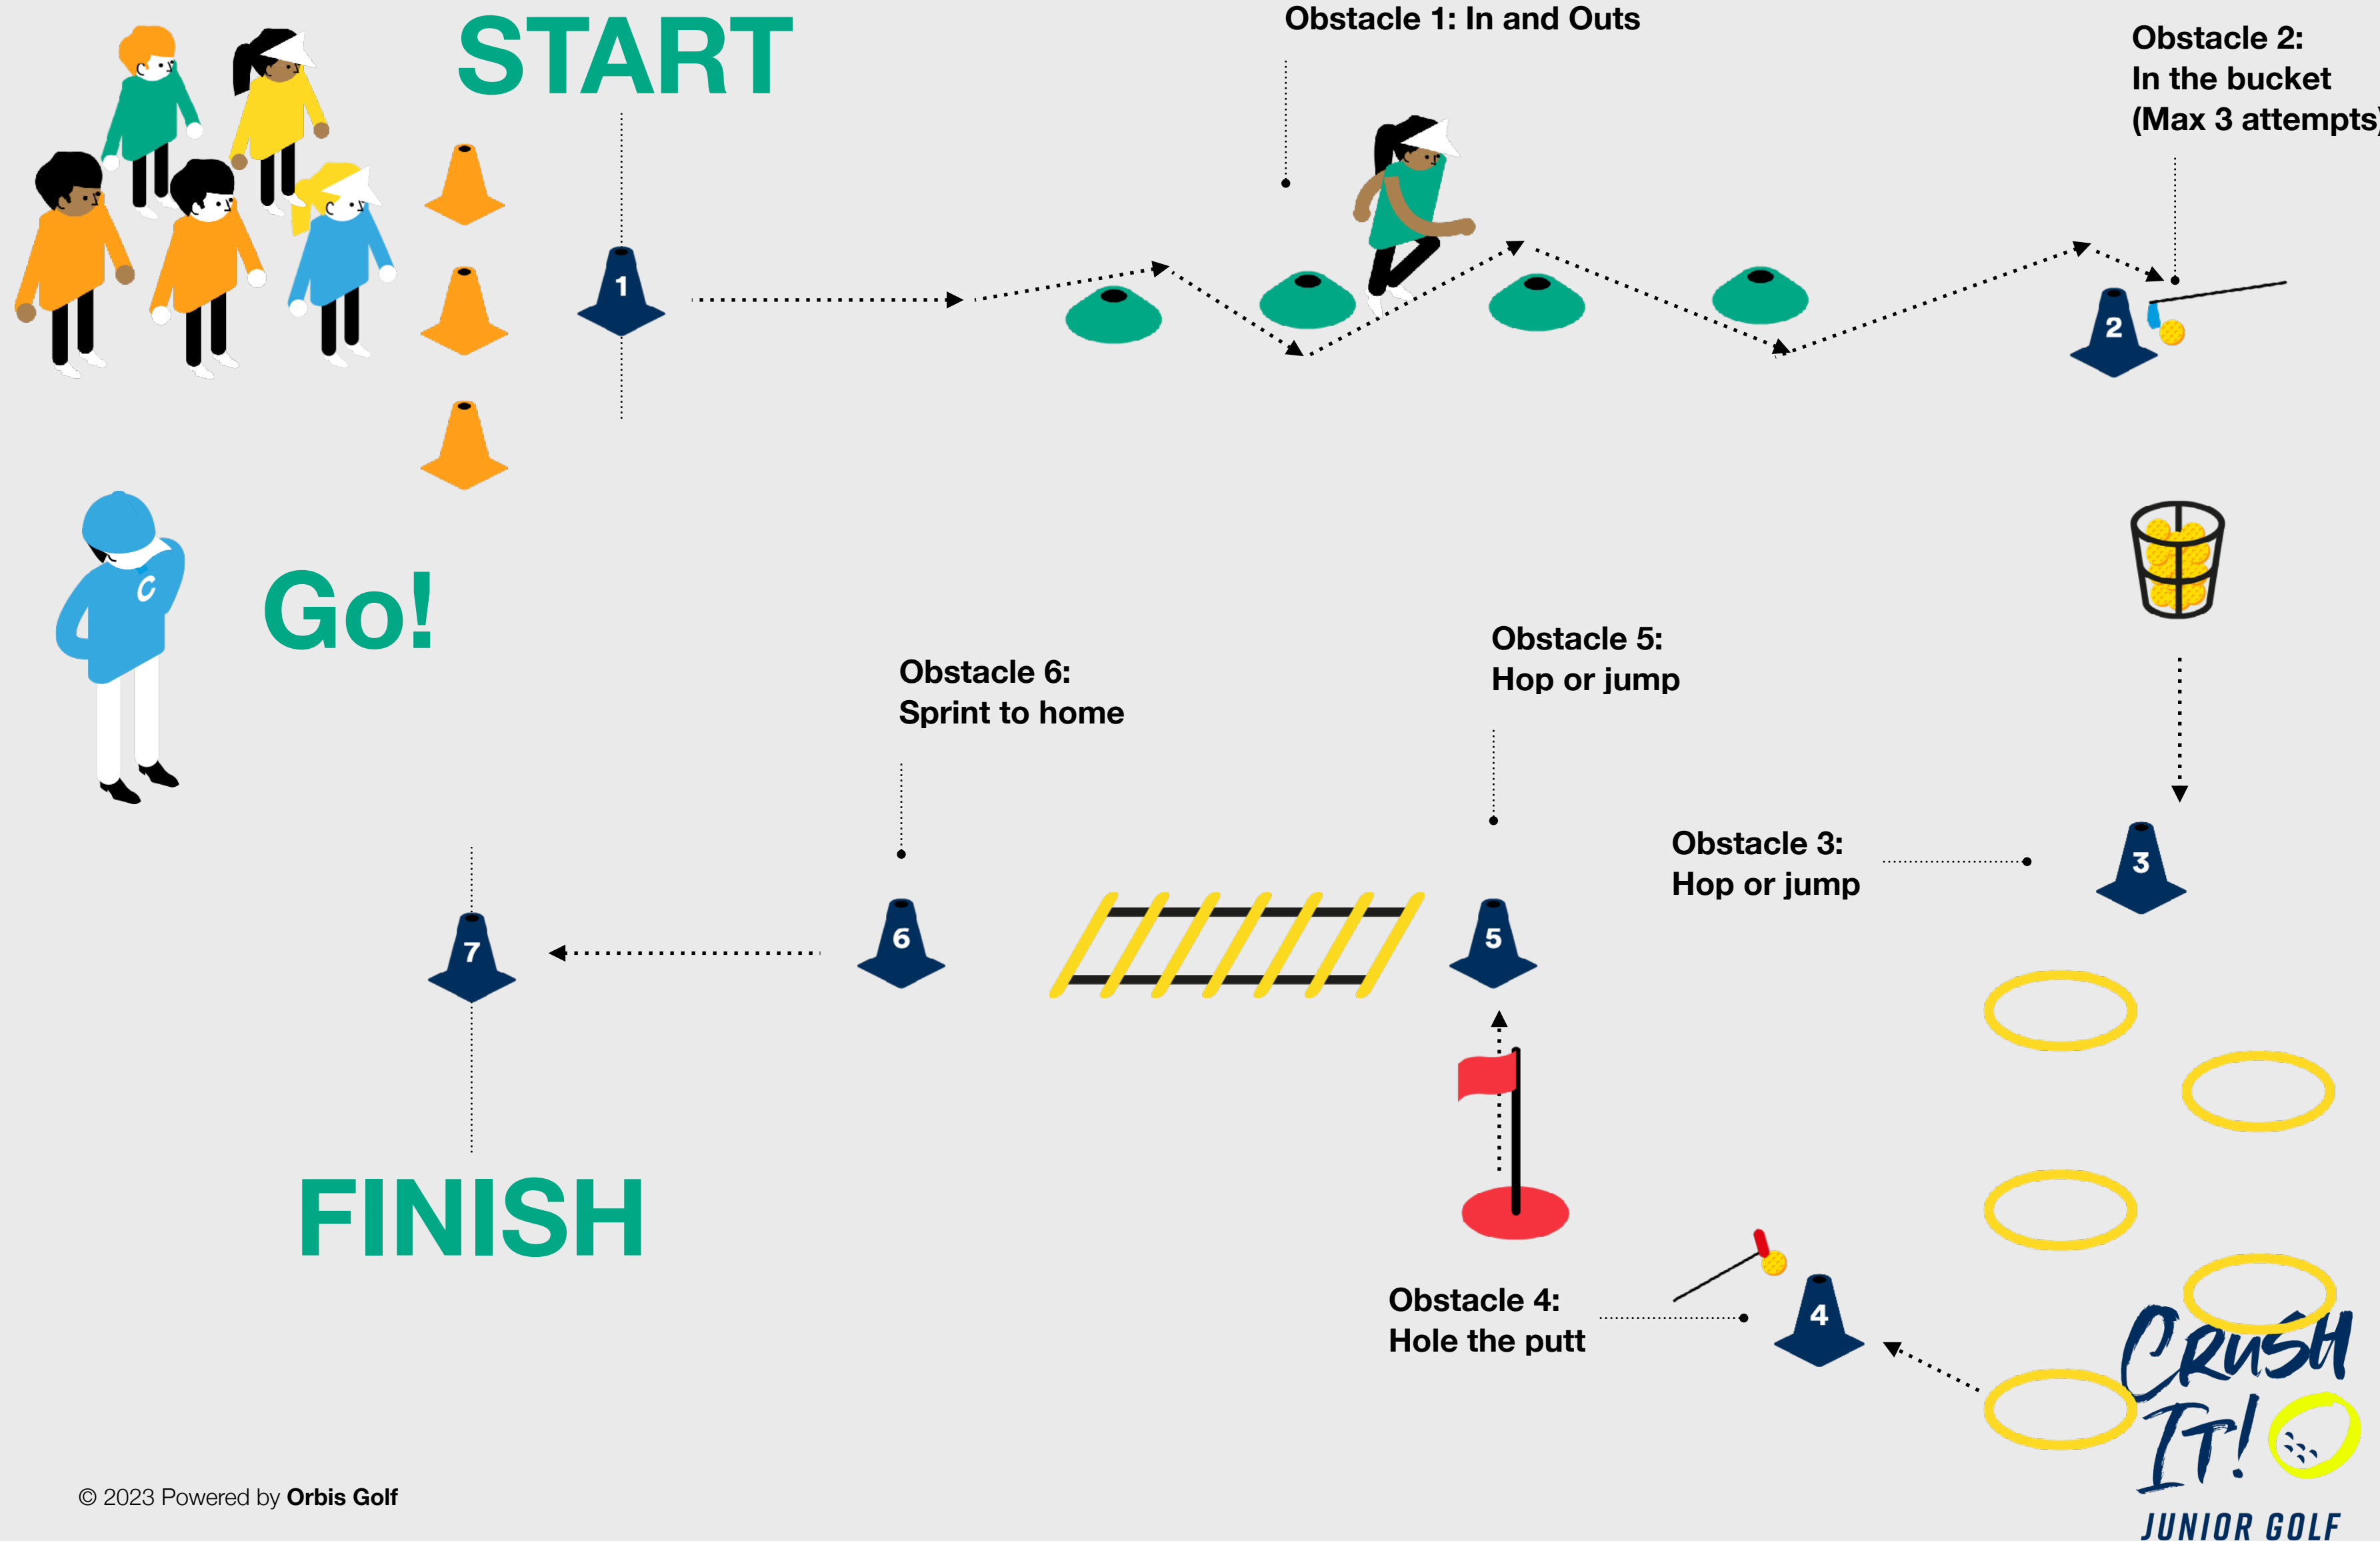 START
Obstacle 1: In and Outs
Obstacle 2:
In the bucket
(Max 3 attempts)
1
2
C
Go!
Obstacle 5:
Hop or jump
Obstacle 6:
Sprint to home
Obstacle 3:
Hop or jump
3
7
6
5
FINISH
Obstacle 4:
Hole the putt
4
CRUSH
IT!
JUNIOR GOLF
© 2023 Powered by Orbis Golf